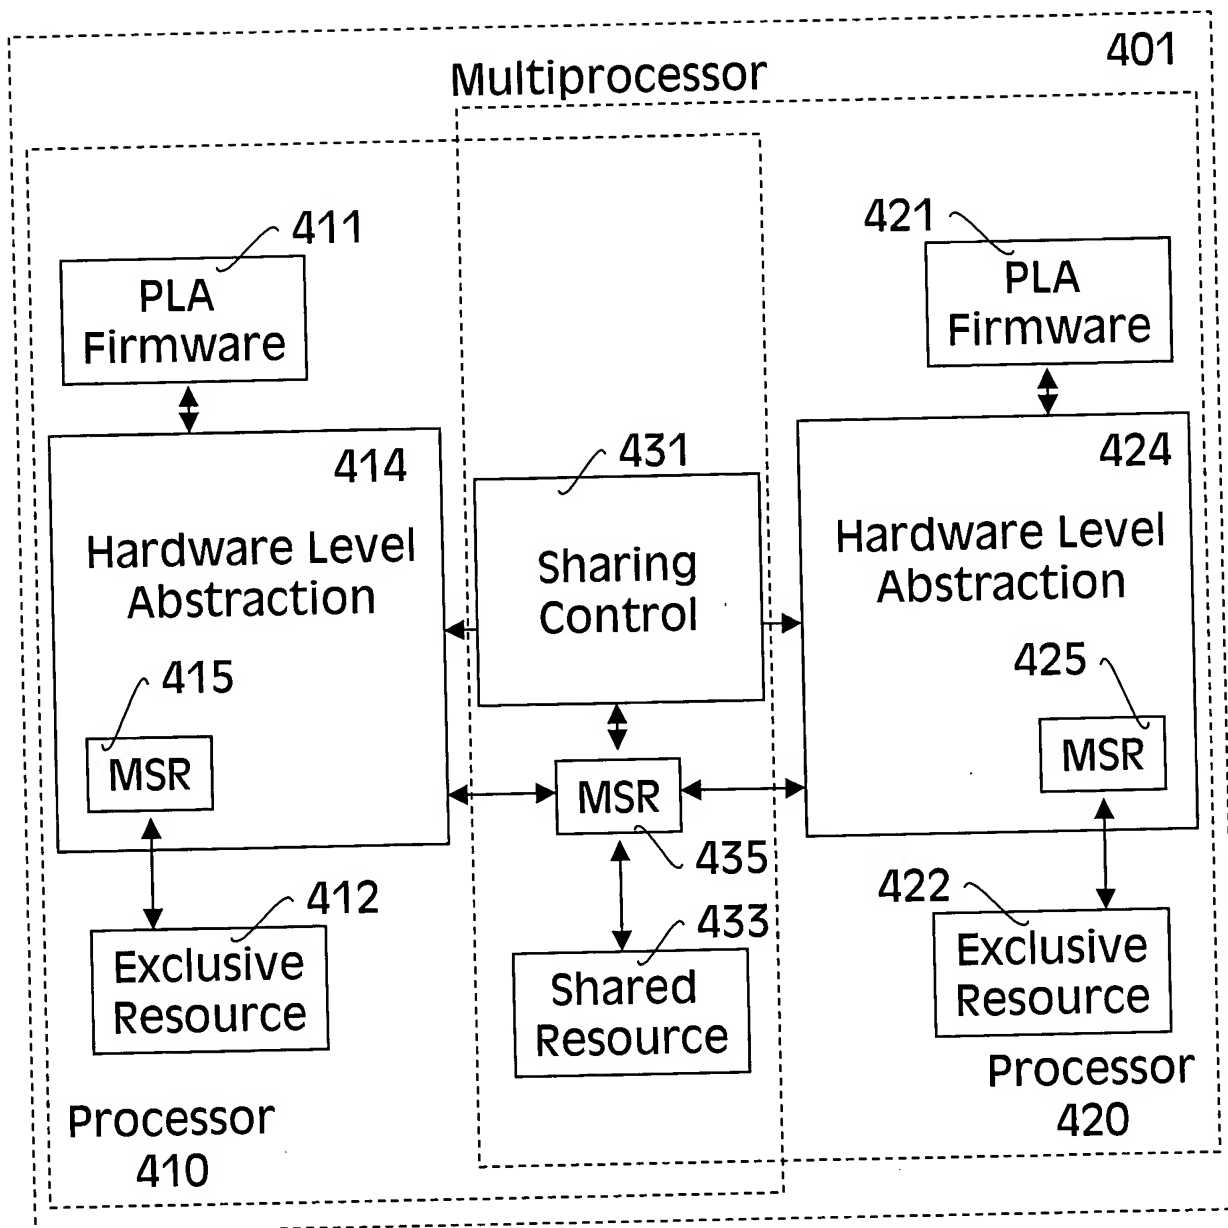 401
Multiprocessor
411
PLA
Firmware
421
PLA
Firmware
414
Hardware Level
Abstraction
415
MSR
431
Sharing
Control
424
Hardware Level
Abstraction
425
MSR
MSR
435
412
Exclusive
Resource
433
Shared
Resource
422
Exclusive
Resource
Processor
410
Processor
420